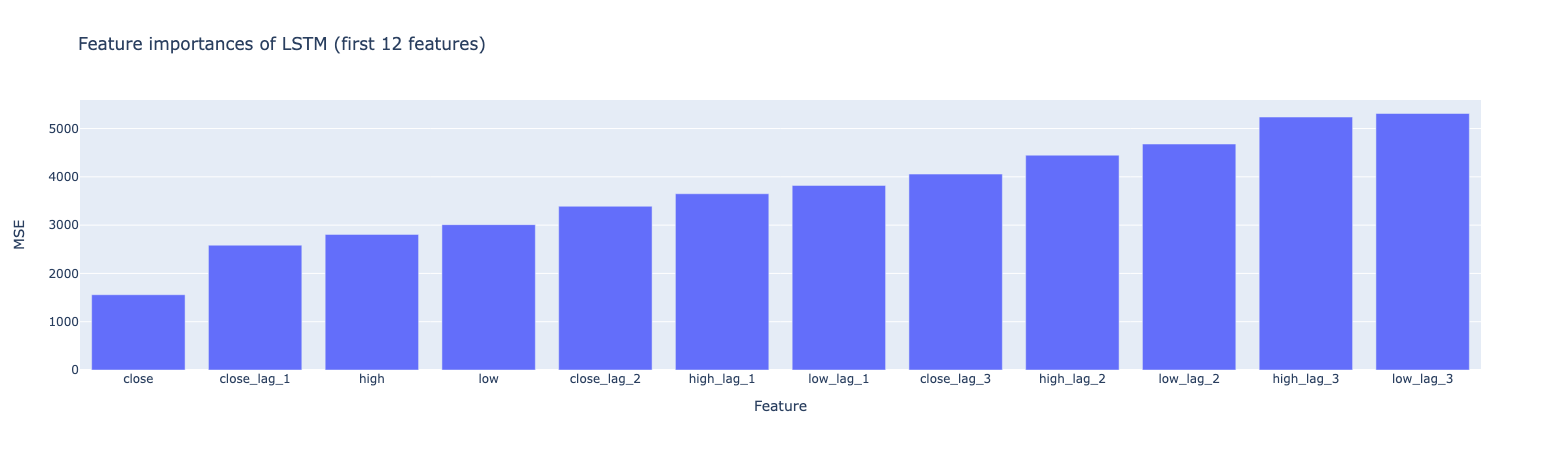 Feature importances of LSTM (first 12 features)
5000
4000
3000
2000
1000
0
MSE
close close_lag_1 high low close_lag_2 high_lag_1 low_lag_1 close_lag_3 high_lag_2 low_lag_2 high_lag_3 low_lag_3
Feature